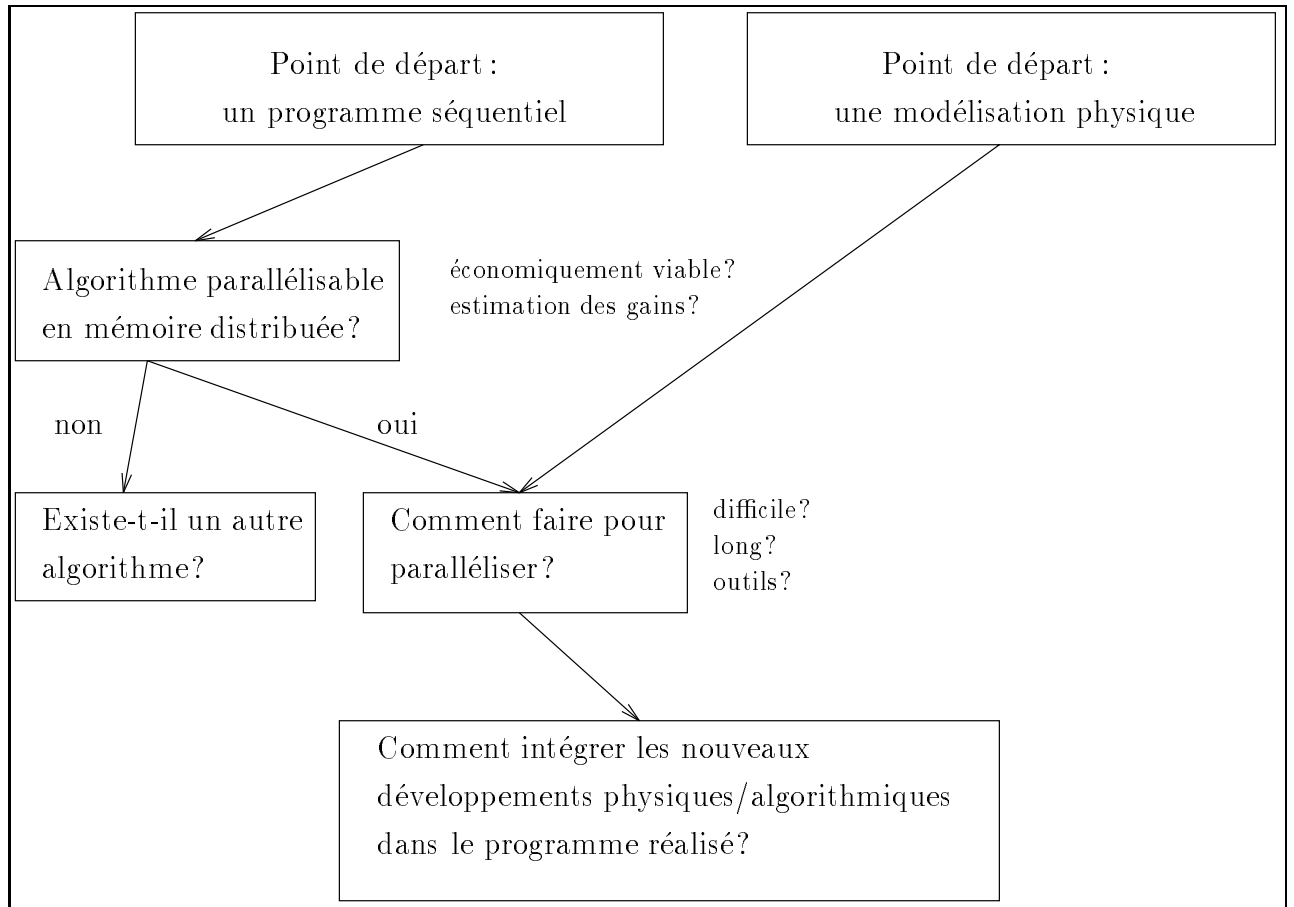 Point de départ :
un programme séquentiel
Point de départ :
une modélisation physique
Algorithme parallélisable
en mémoire distribuée?
économiquement viable?
estimation des gains?
non
oui
Existe-t-il un autre
algorithme?
Comment faire pour
paralléliser?
difficile?
long?
outils?
Comment intégrer les nouveaux
développements physiques/algorithmiques
dans le programme réalisé?